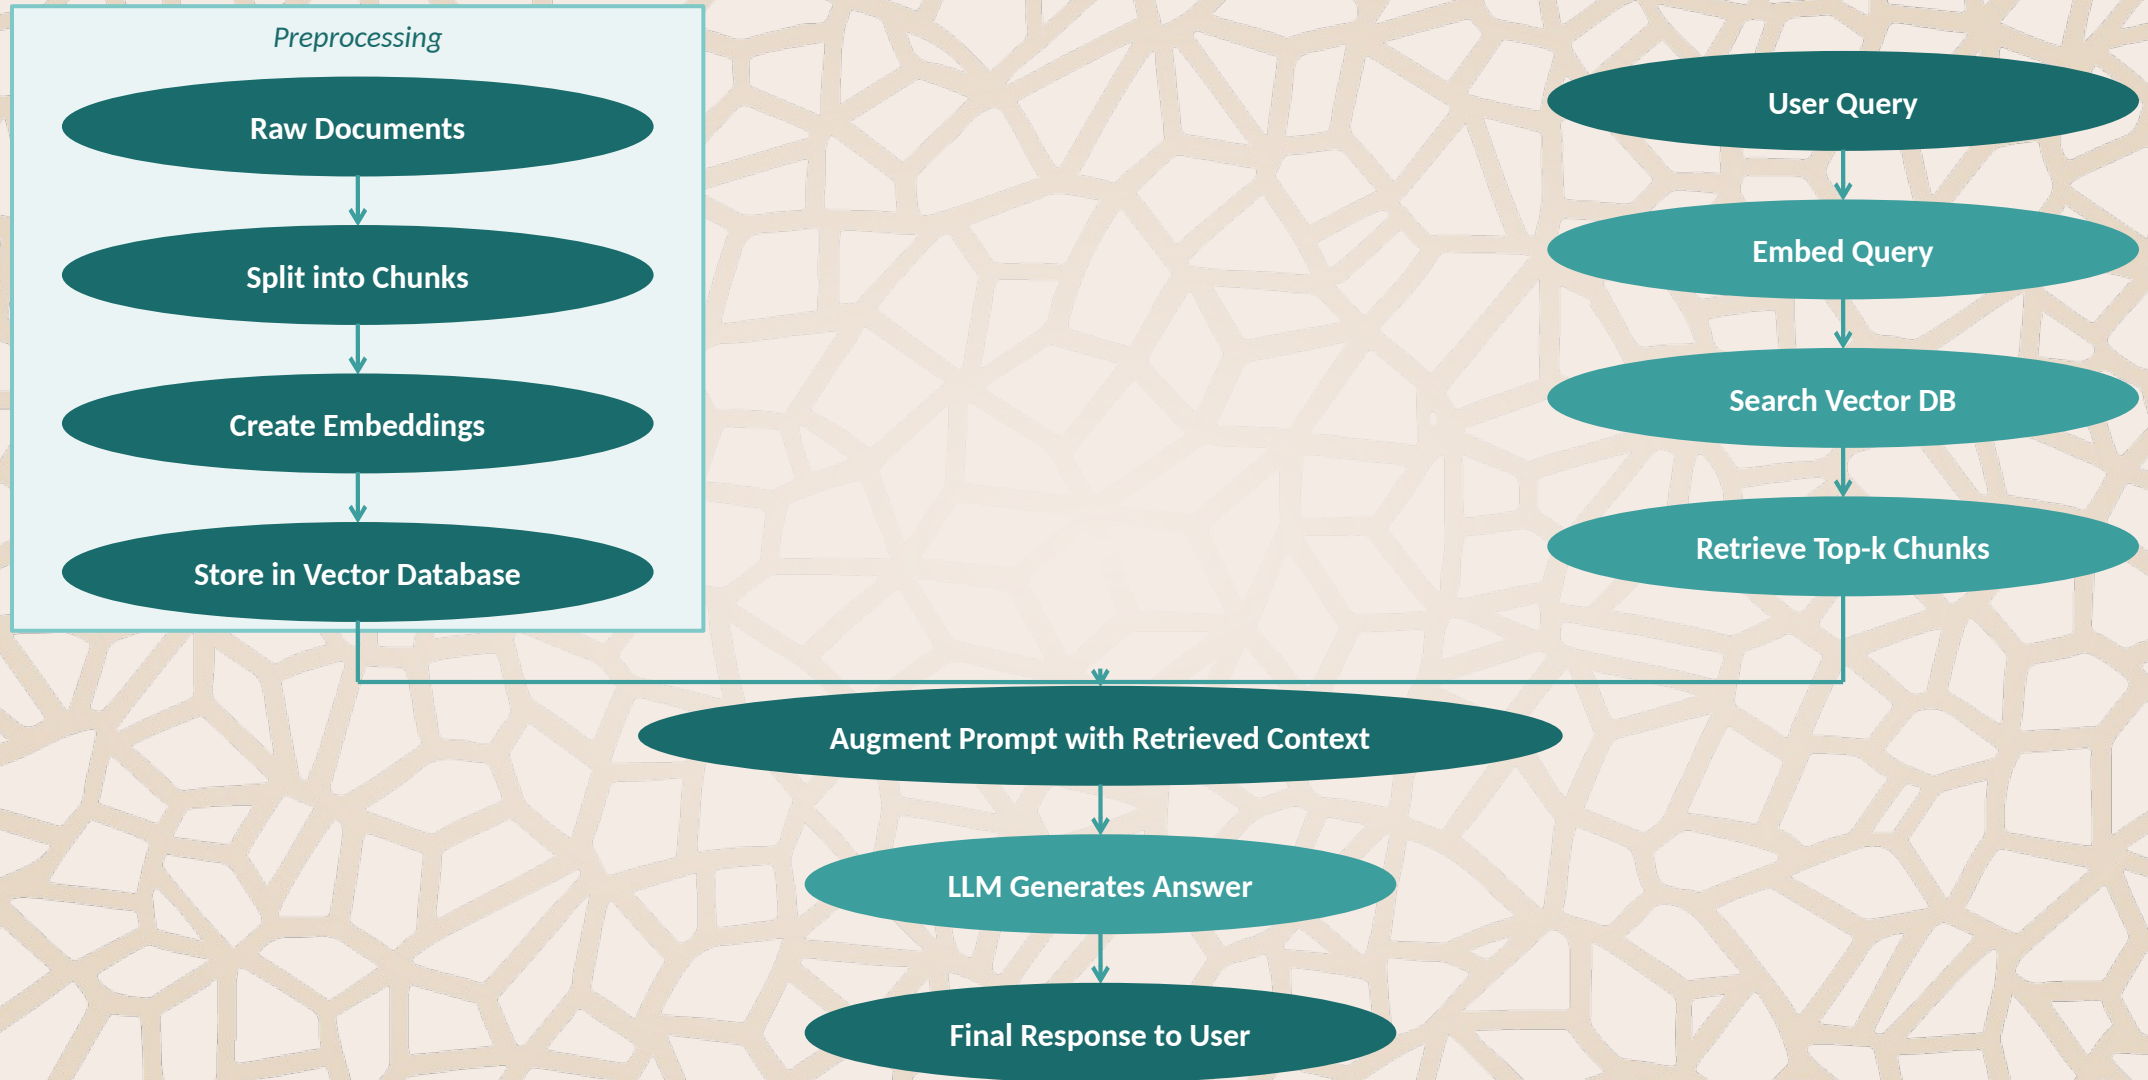 Preprocessing
Raw Documents
Split into Chunks
Create Embeddings
Store in Vector Database
User Query
Embed Query
Search Vector DB
Retrieve Top-k Chunks
Augment Prompt with Retrieved Context
LLM Generates Answer
Final Response to User